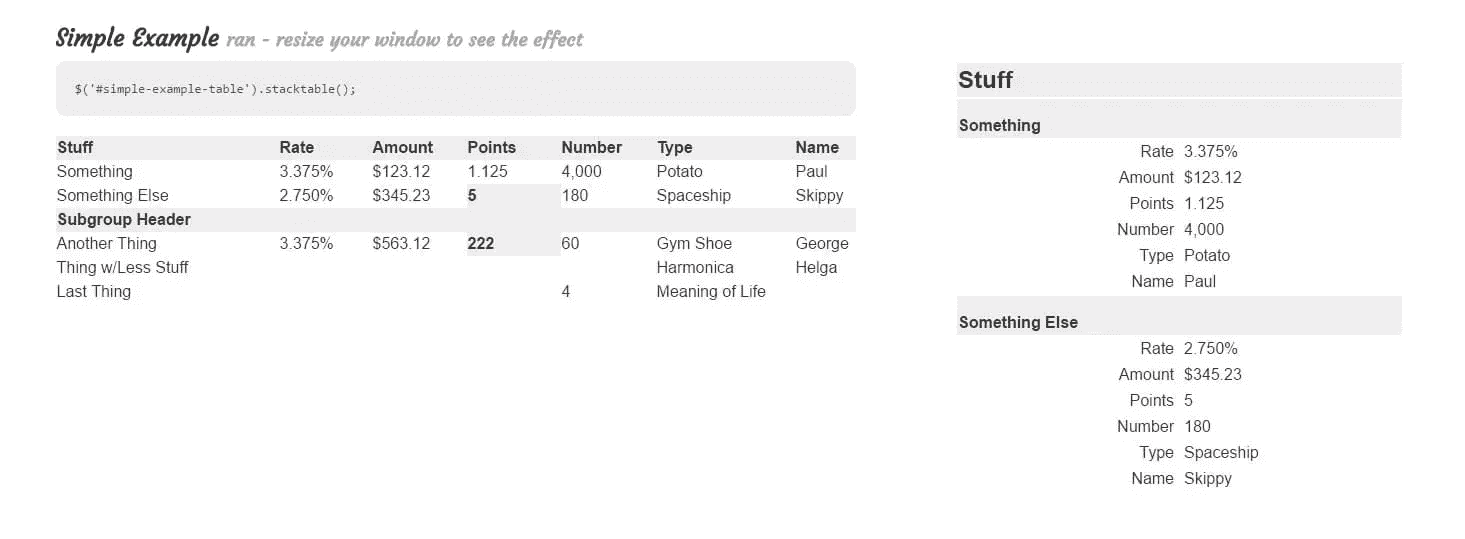 Simple Example ran - resize your window to see the effect
$('#simple-example-table').stacktable();
Stuff Rate Amount Points Number Type Name
Something 3.375% $123.12 1.125 4,000 Potato Paul
Something Else 2.750% $345.23 5 180 Spaceship Skippy
Subgroup Header
Another Thing 3.375% $563.12 222 60 Gym Shoe George
Thing w/Less Stuff Harmonica Helga
Last Thing 4 Meaning of Life
Stuff
Something
Rate 3.375%
Amount $123.12
Points 1.125
Number 4,000
Type Potato
Name Paul
Something Else
Rate 2.750%
Amount $345.23
Points 5
Number 180
Type Spaceship
Name Skippy